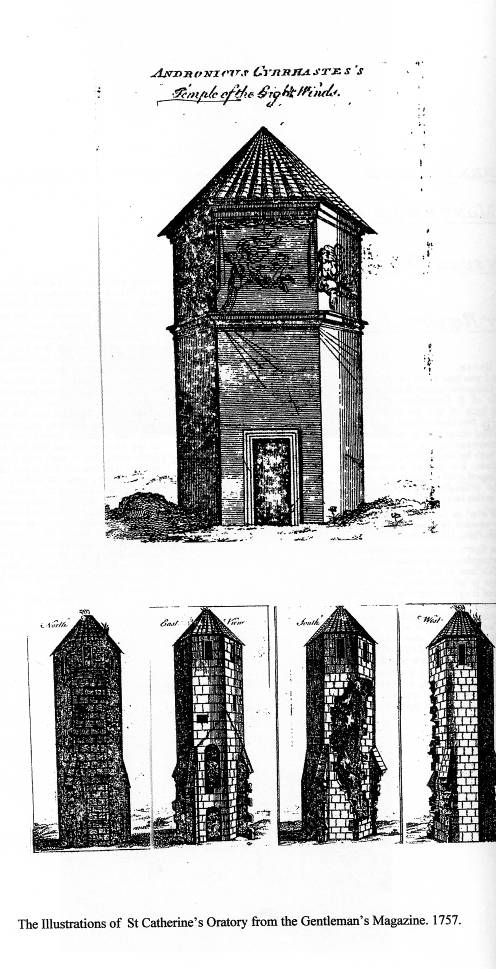 ANDRONICUS CYRRHASTES'S
Temple of the Eight Winds.
North
East View
South
West
The Illustrations of St Catherine's Oratory from the Gentleman's Magazine. 1757.